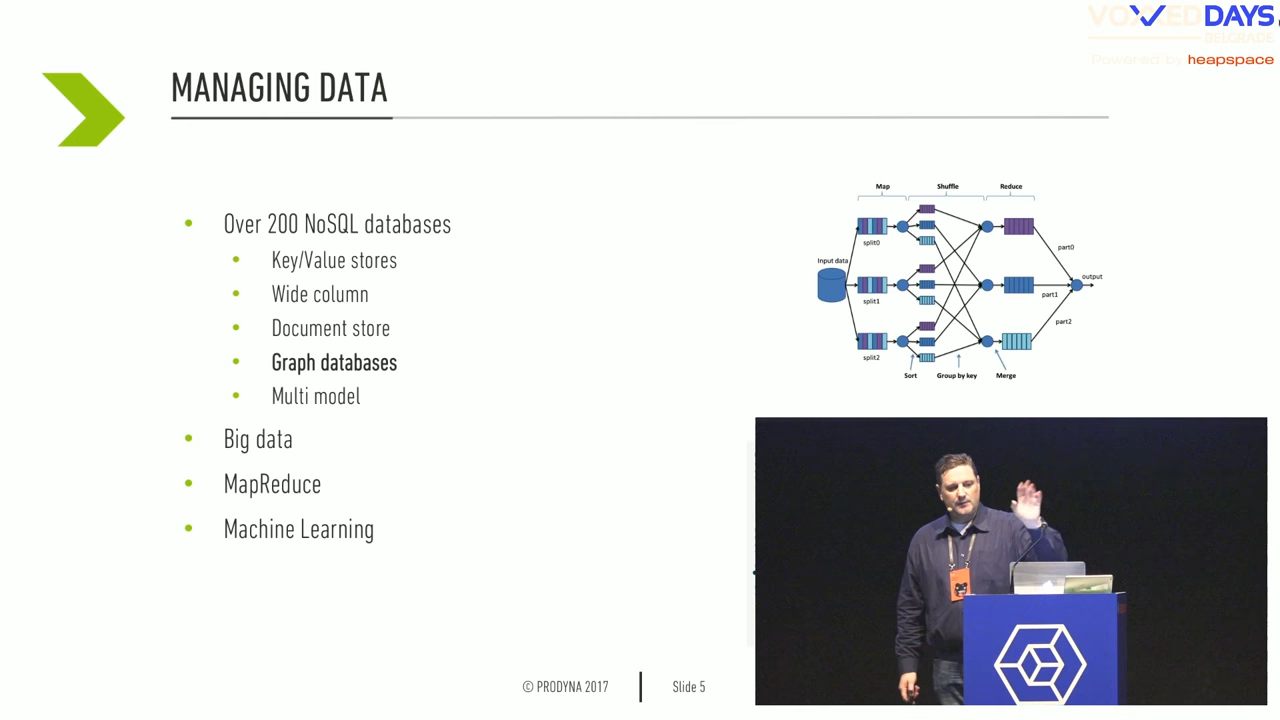 VOXXED DAYS
BELGRADE
Powered by heapspace
MANAGING DATA
• Over 200 NoSQL databases
• Key/Value stores
• Wide column
• Document store
• Graph databases
• Multi model
• Big data
• MapReduce
• Machine Learning
Map Shuffle Reduce
split0
part0
Input data
output
split1
part1
part2
split2
Sort Group by key Merge
© PRODYNA 2017 Slide 5